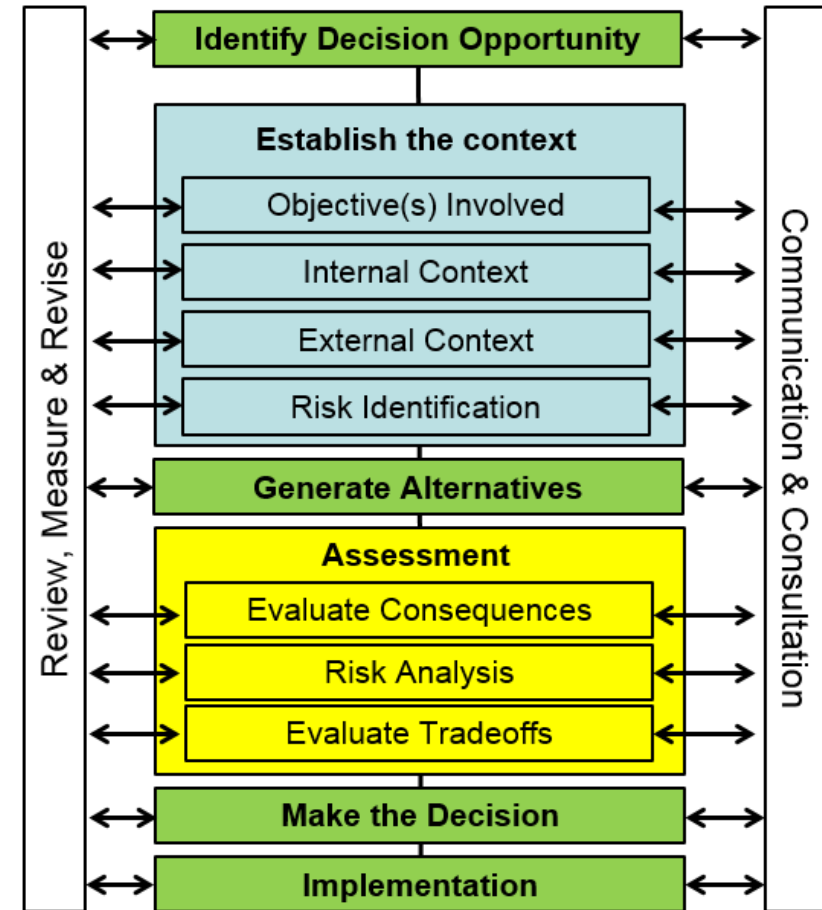 Identify Decision Opportunity
Establish the context
Objective(s) Involved
Internal Context
External Context
Risk Identification
Generate Alternatives
Assessment
Evaluate Consequences
Risk Analysis
Evaluate Tradeoffs
Make the Decision
Implementation
Review, Measure & Revise
Communication & Consultation